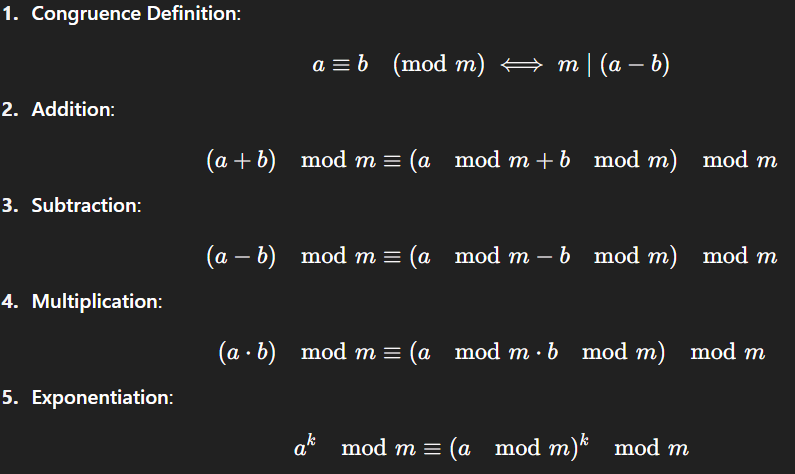 1. Congruence Definition:
a ≡ b (mod m) ⟺ m | (a − b)
2. Addition:
(a + b) mod m ≡ (a mod m + b mod m) mod m
3. Subtraction:
(a − b) mod m ≡ (a mod m − b mod m) mod m
4. Multiplication:
(a · b) mod m ≡ (a mod m · b mod m) mod m
5. Exponentiation:
aᵏ mod m ≡ (a mod m)ᵏ mod m